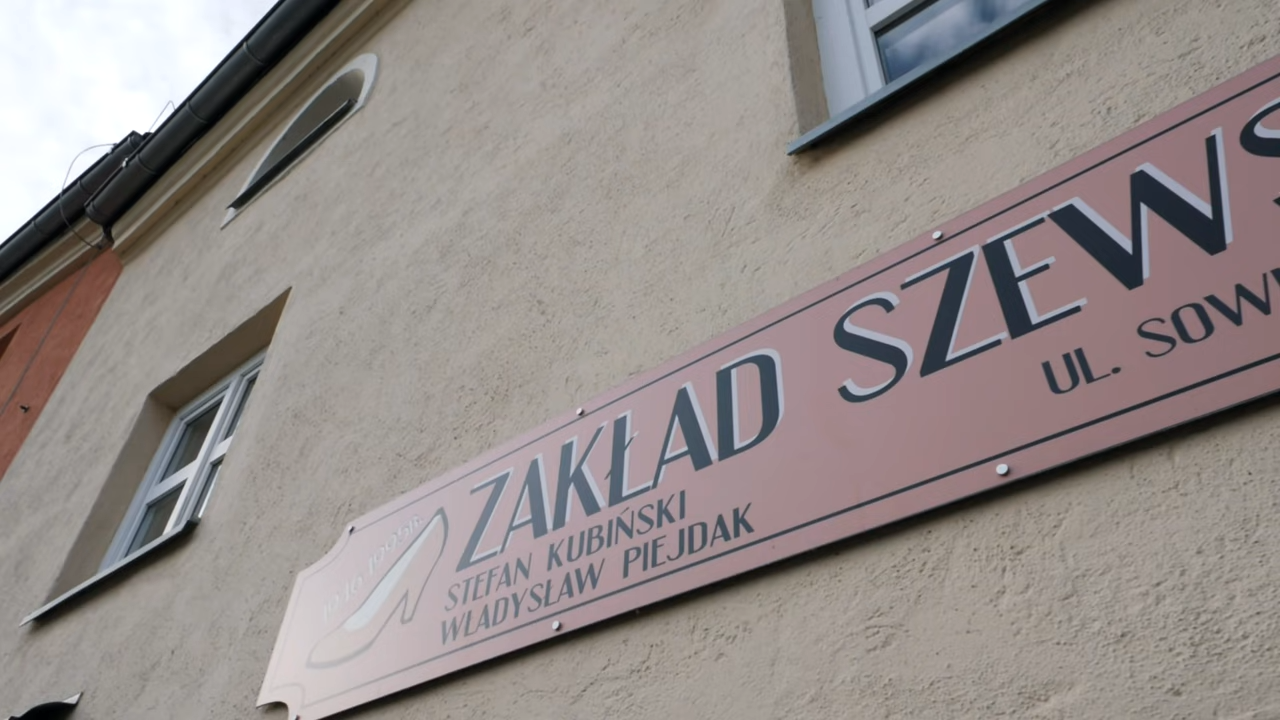 ZAKŁAD SZEWS
STEFAN KUBIŃSKI
WŁADYSŁAW PIEJDAK
UL. SOW